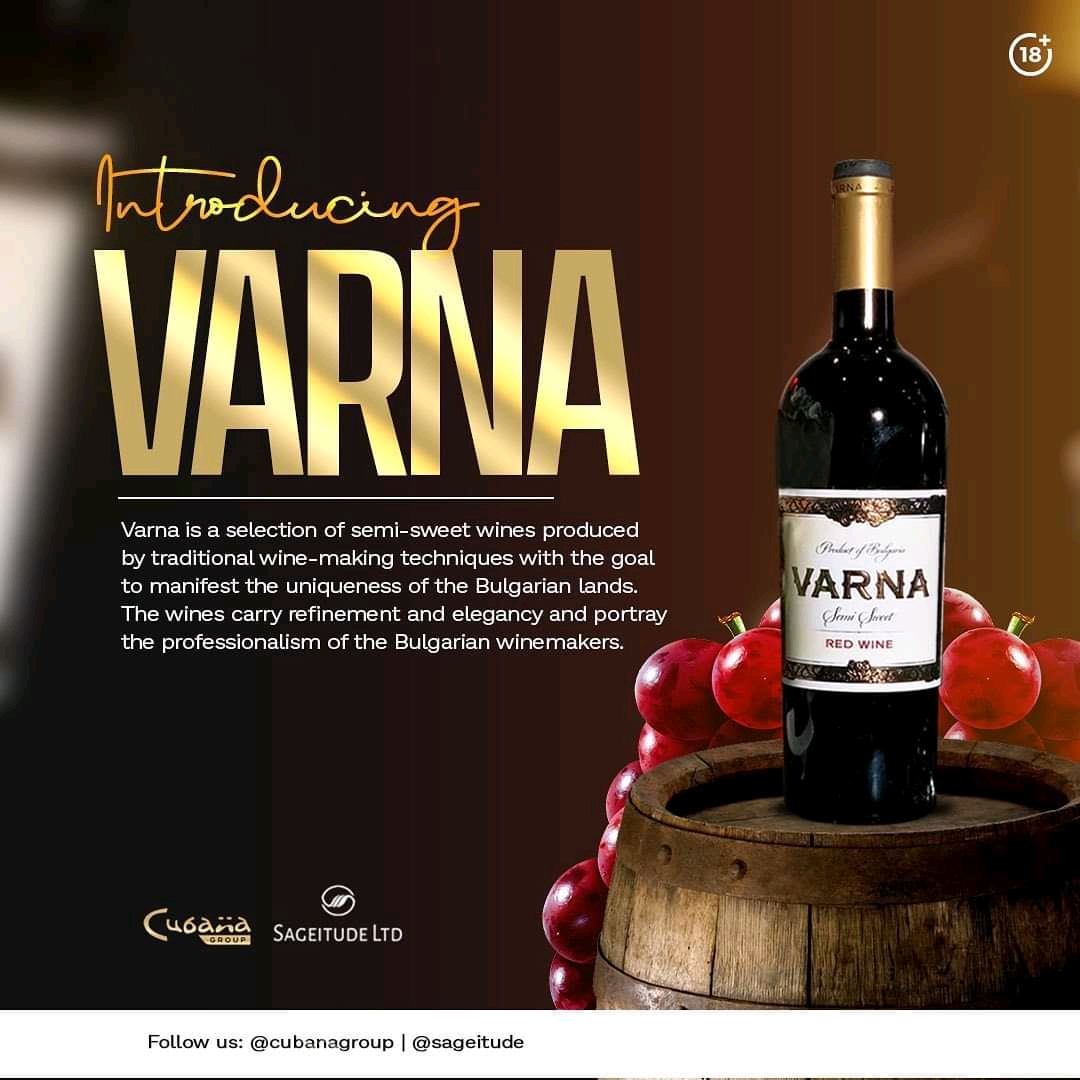 18+
Introducing
VARNA
Varna is a selection of semi-sweet wines produced
by traditional wine-making techniques with the goal
to manifest the uniqueness of the Bulgarian lands.
The wines carry refinement and elegancy and portray
the professionalism of the Bulgarian winemakers.
Product of Bulgaria
VARNA
Semi Sweet
RED WINE
Cubana
GROUP
SAGEITUDE LTD
Follow us: @cubanagroup | @sageitude